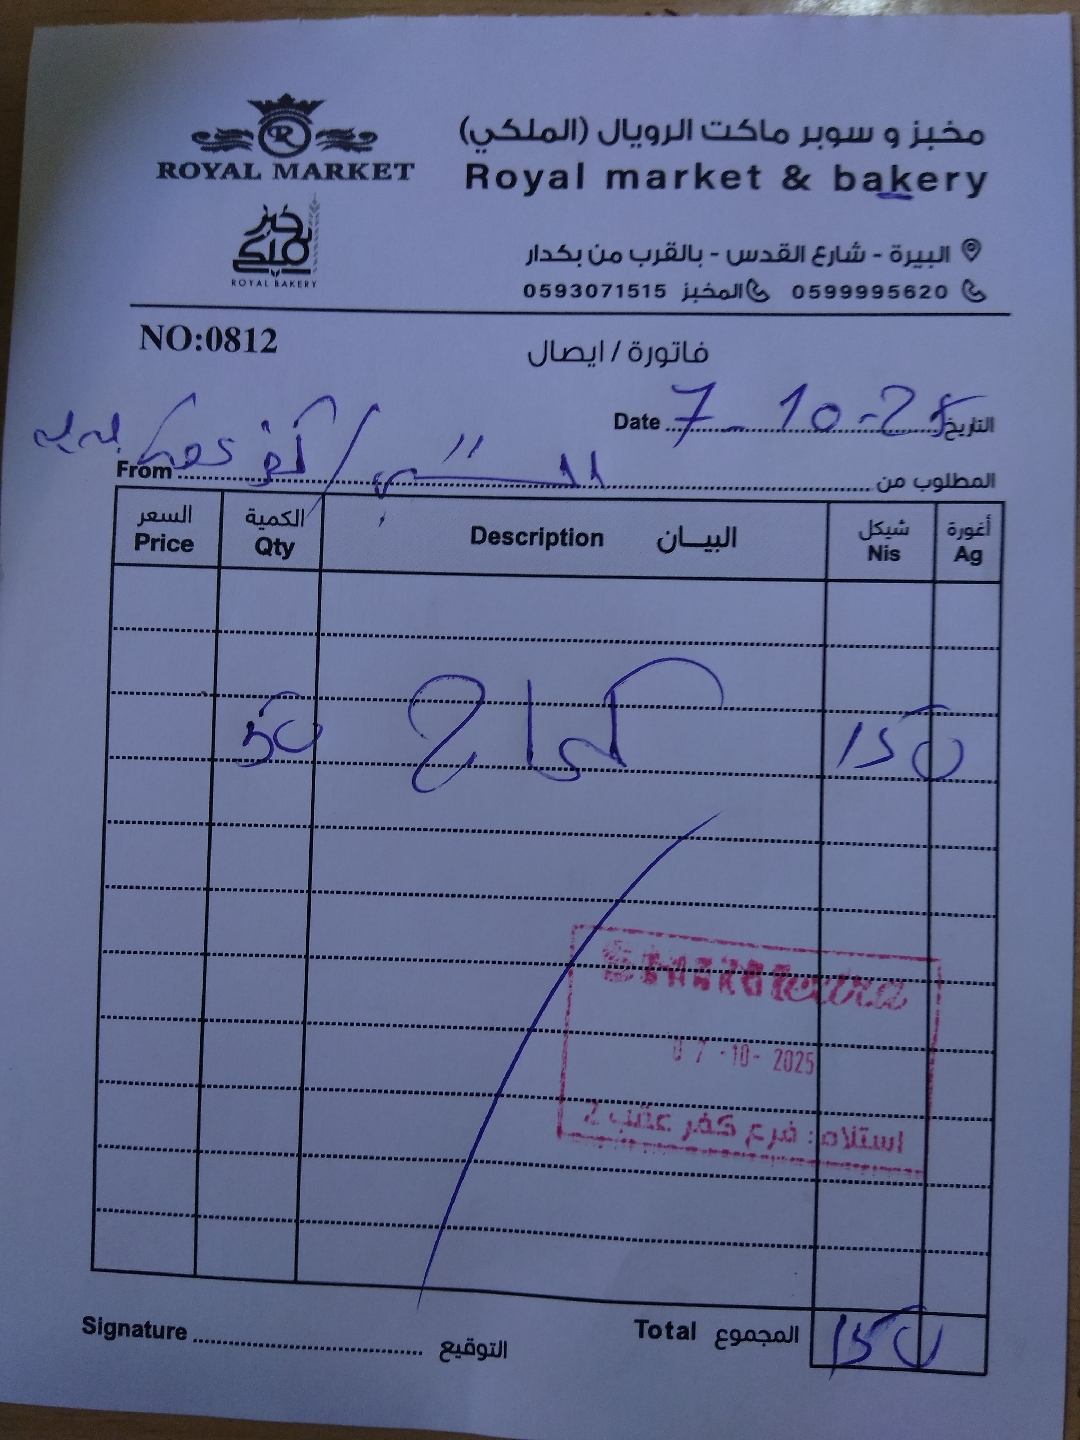 ROYAL MARKET
خبز ملكي
ROYAL BAKERY
مخبز و سوبر ماكت الرويال (الملكي)
Royal market & bakery
البيرة - شارع القدس - بالقرب من بكدار
0599995620 المخبز 0593071515
NO:0812
فاتورة / ايصال
Date 7-10-25 التاريخ
From المطلوب من
السعر الكمية البيـان شيكل أغورة
Price Qty Description Nis Ag
50 كماج 150
07-10-2025
استلام : فرع كفر عقب 2
Signature التوقيع
Total المجموع 150